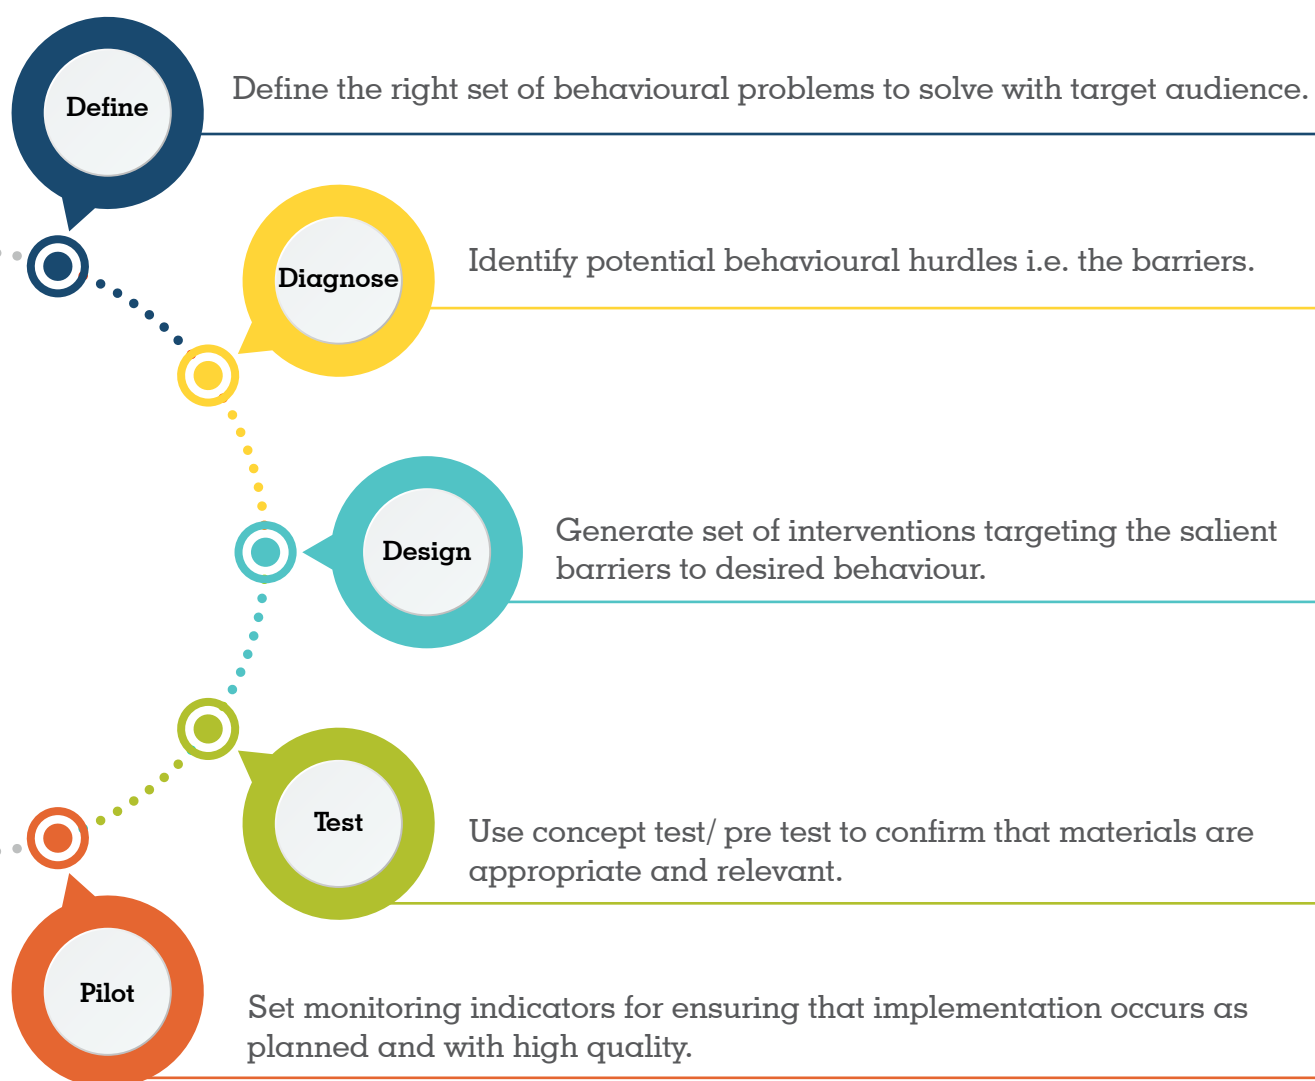 Define
Define the right set of behavioural problems to solve with target audience.
Diagnose
Identify potential behavioural hurdles i.e. the barriers.
Design
Generate set of interventions targeting the salient
barriers to desired behaviour.
Test
Use concept test/ pre test to confirm that materials are
appropriate and relevant.
Pilot
Set monitoring indicators for ensuring that implementation occurs as
planned and with high quality.